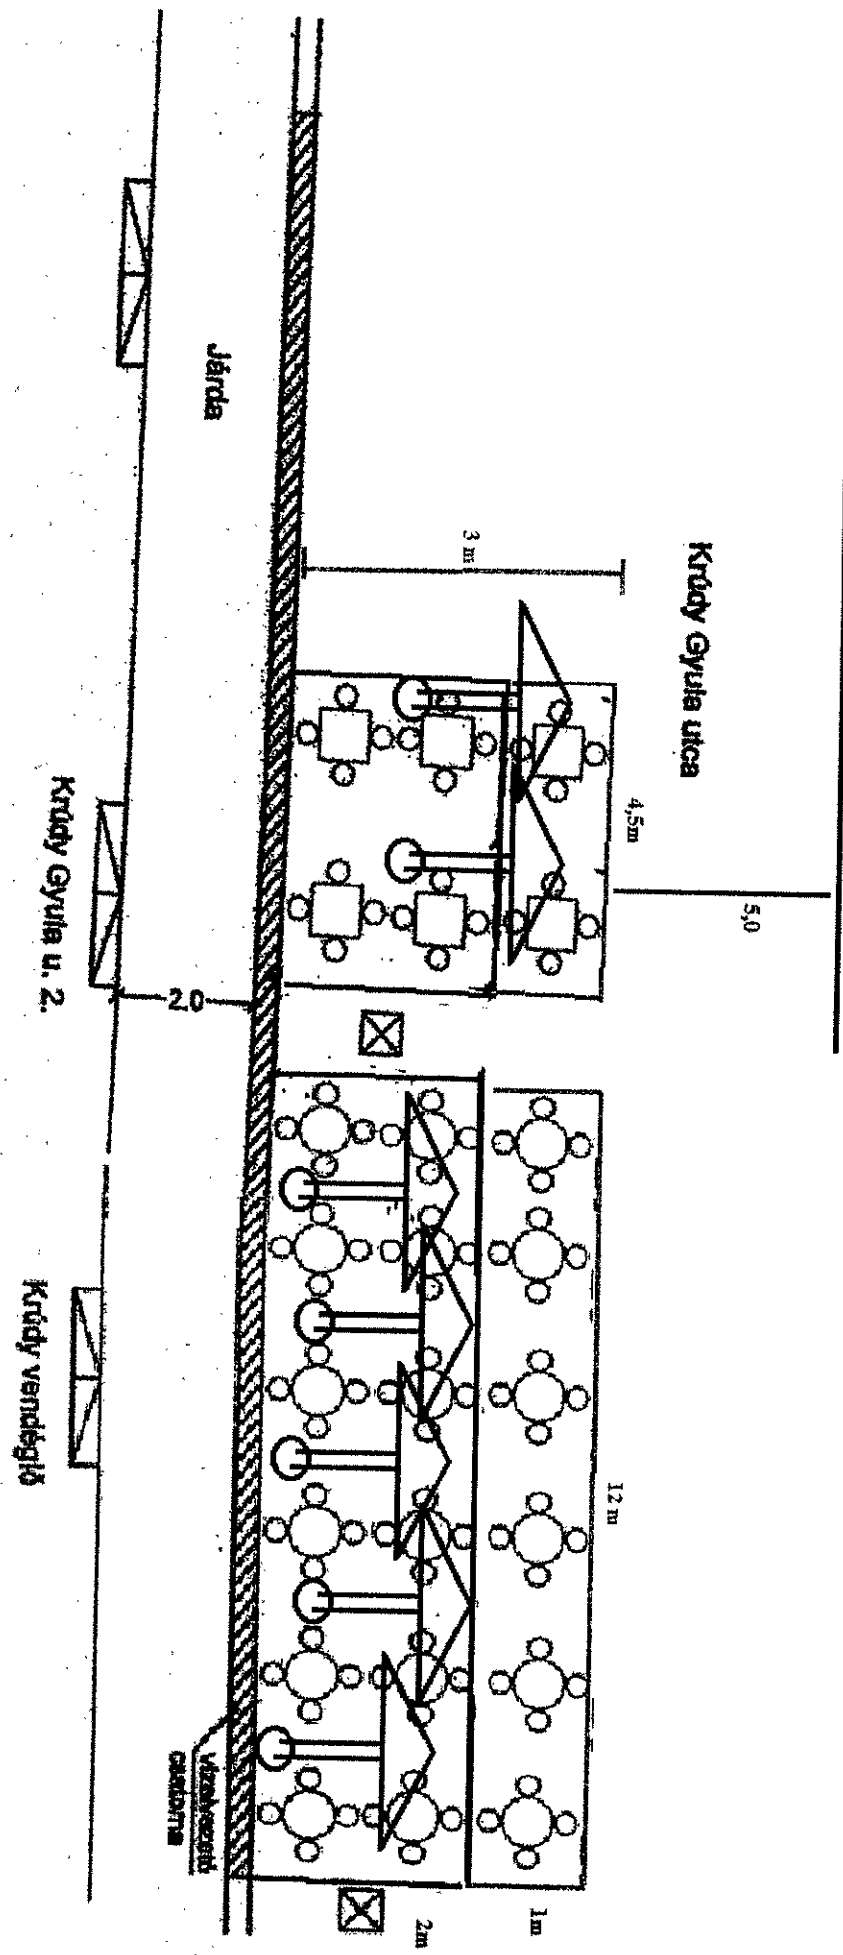 Krúdy Gyula utca
5,0
3 m
4,5m
12 m
1m
2m
Járda
2.0
vízelvezető
csatorna
Krúdy Gyula u. 2.
Krúdy vendéglő